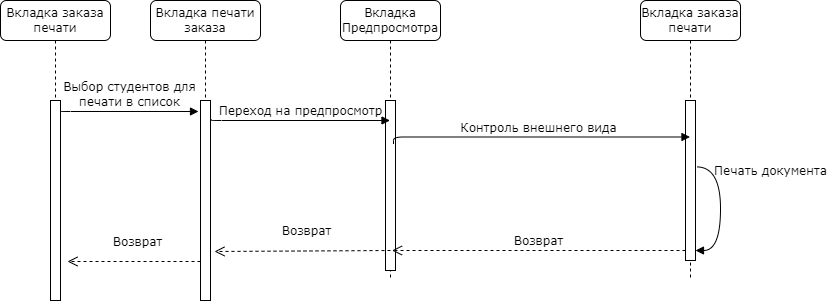 Вкладка заказа
печати
Вкладка печати
заказа
Вкладка
Предпросмотра
Вкладка заказа
печати
Выбор студентов для
печати в список
Переход на предпросмотр
Контроль внешнего вида
Печать документа
Возврат
Возврат
Возврат